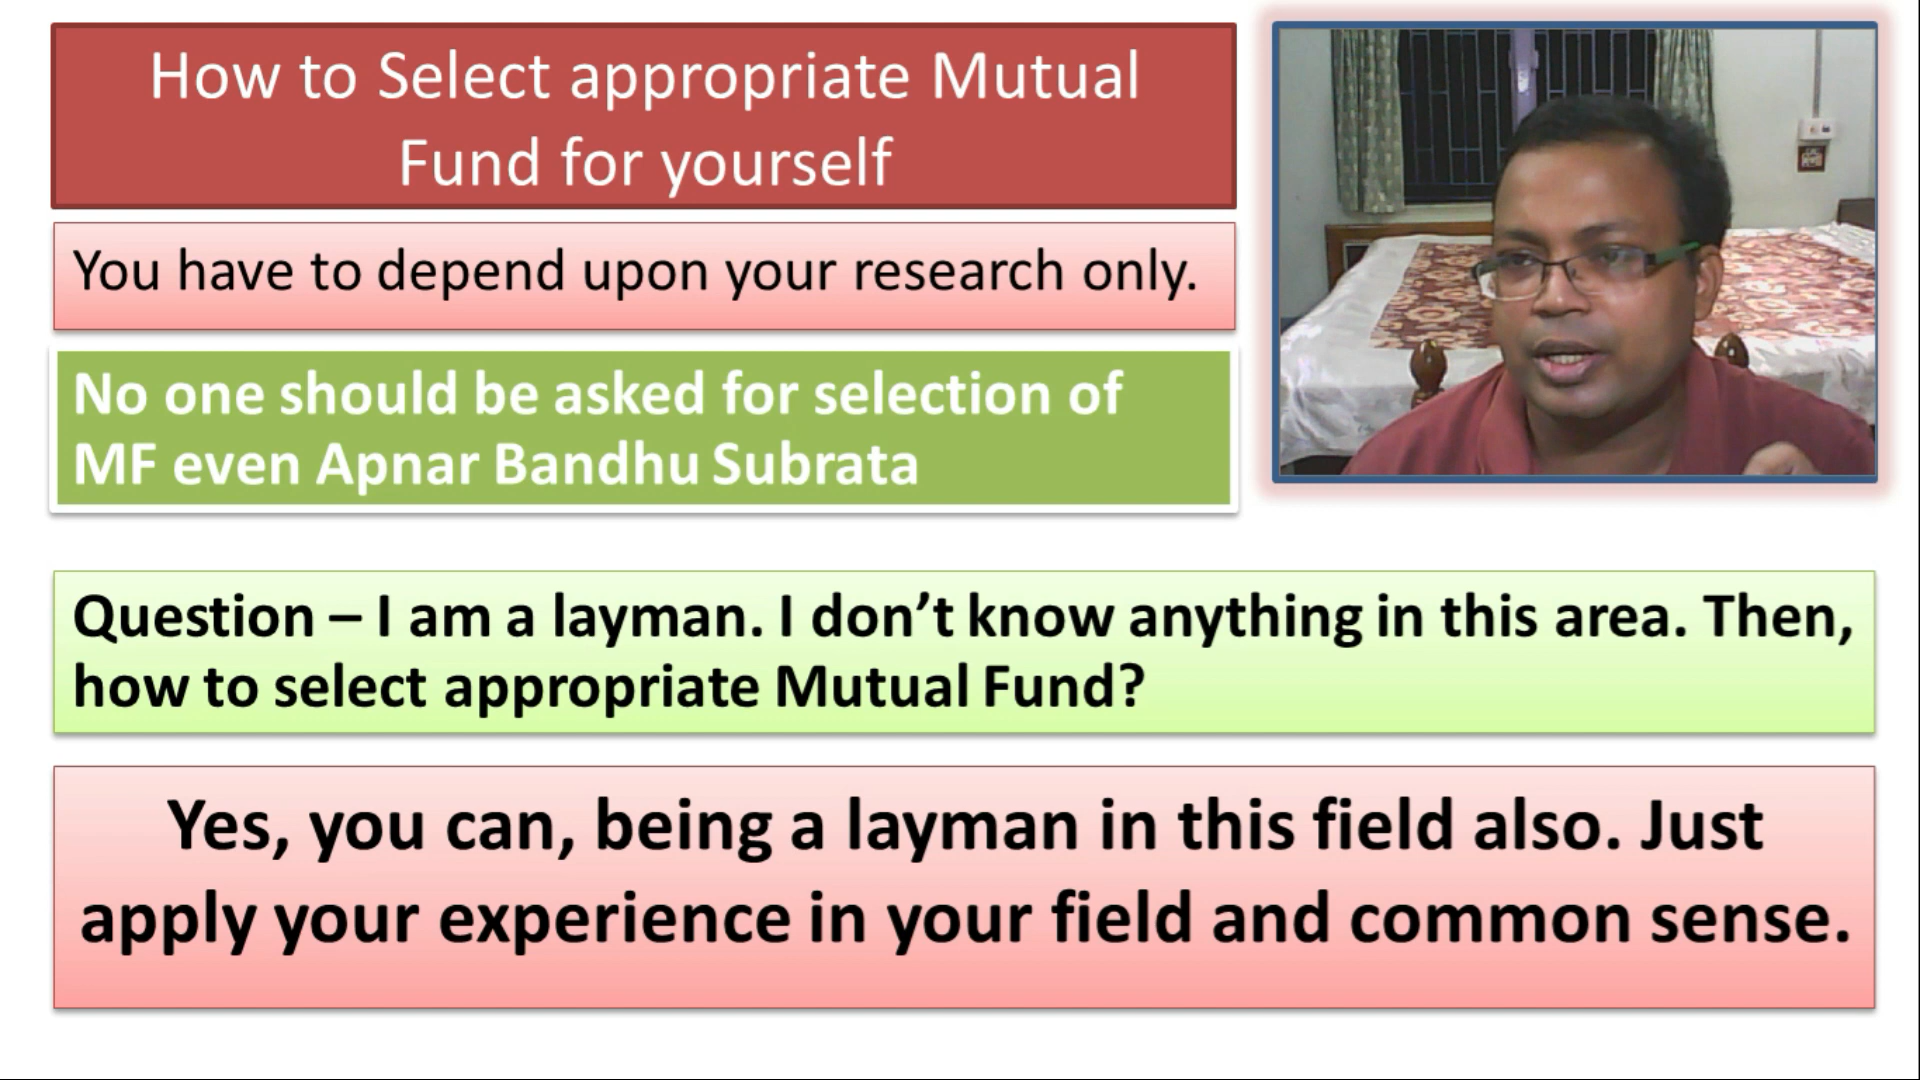 How to Select appropriate Mutual
Fund for yourself
You have to depend upon your research only.
No one should be asked for selection of
MF even Apnar Bandhu Subrata
Question – I am a layman. I don’t know anything in this area. Then,
how to select appropriate Mutual Fund?
Yes, you can, being a layman in this field also. Just
apply your experience in your field and common sense.